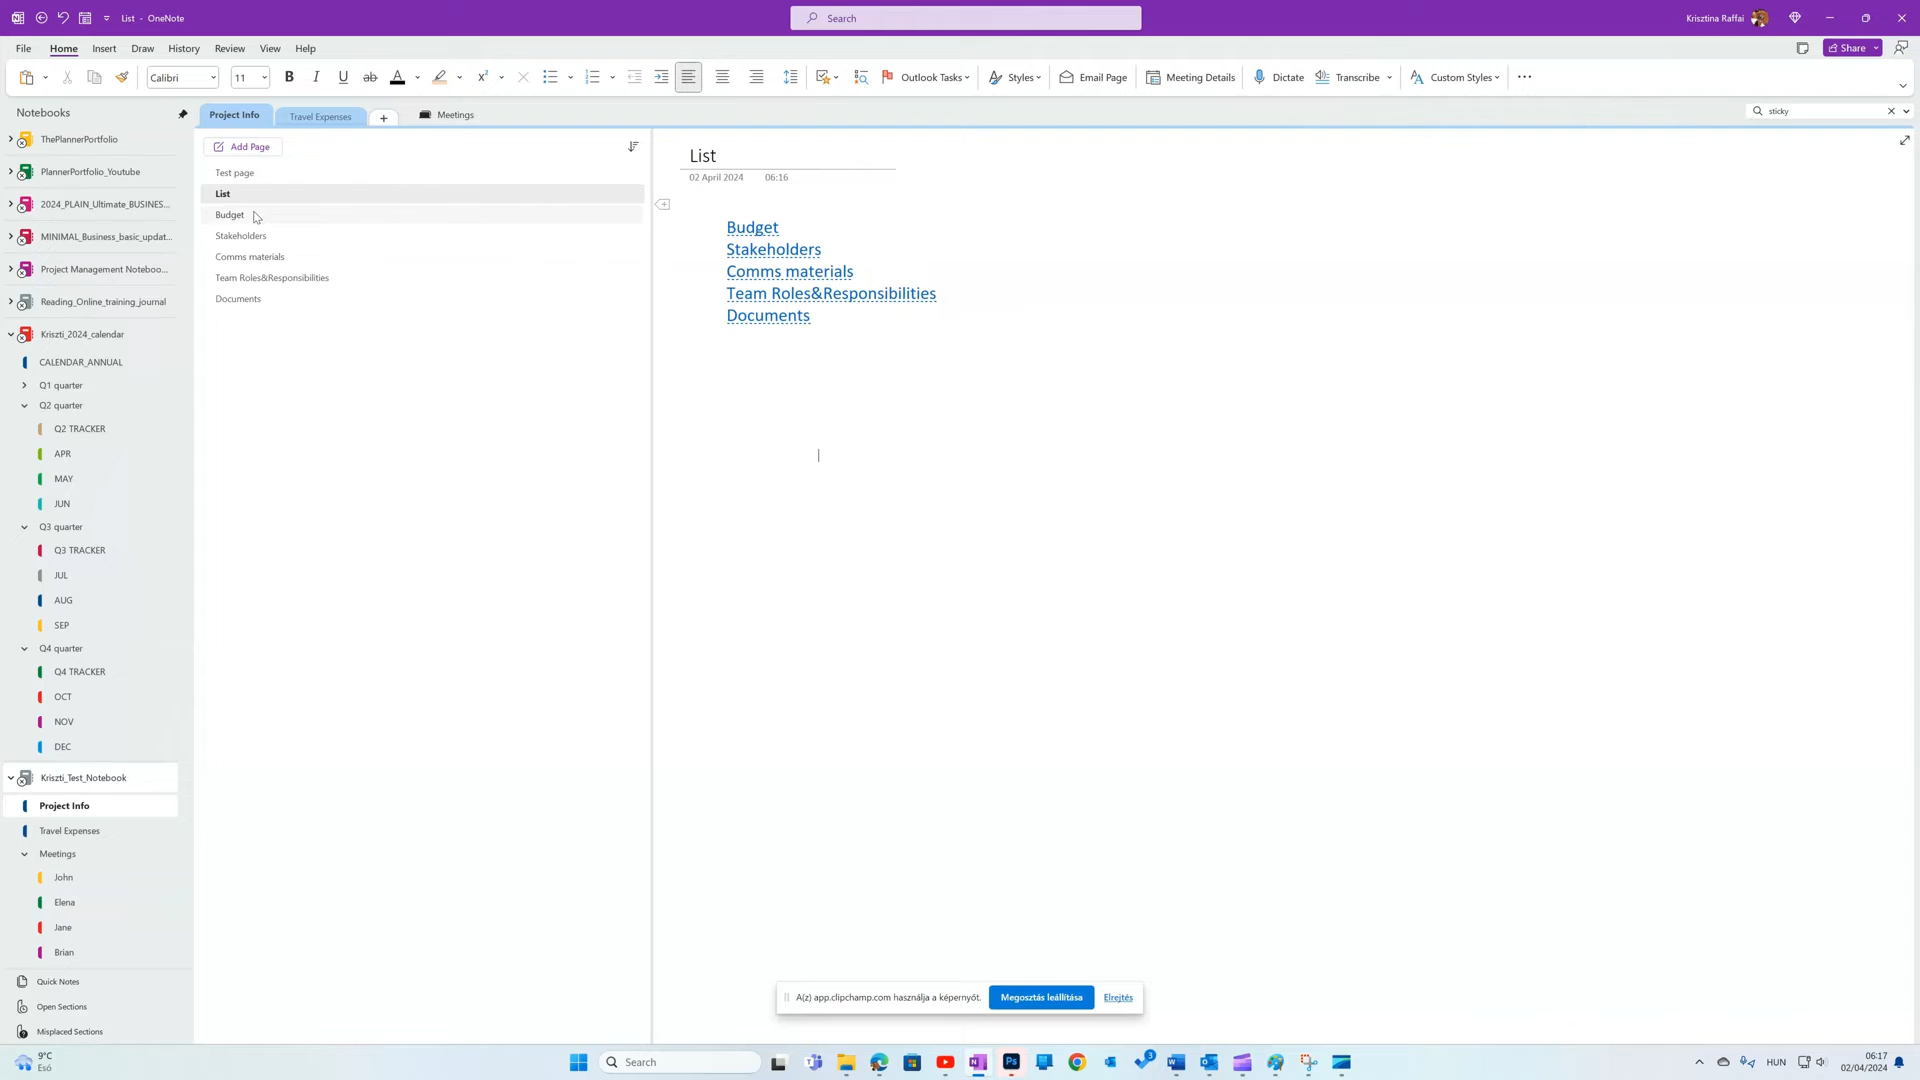 List - OneNote
Search
Krisztina Raffai
File Home Insert Draw History Review View Help
Share
Calibri
11
Outlook Tasks
Styles
Email Page
Meeting Details
Dictate
Transcribe
Custom Styles
Notebooks
Project Info
Travel Expenses
Meetings
sticky
ThePlannerPortfolio
PlannerPortfolio_Youtube
2024_PLAIN_Ultimate_BUSINES...
MINIMAL_Business_basic_updat...
Project Management Noteboo...
Reading_Online_training_journal
Kriszti_2024_calendar
CALENDAR_ANNUAL
Q1 quarter
Q2 quarter
Q2 TRACKER
APR
MAY
JUN
Q3 quarter
Q3 TRACKER
JUL
AUG
SEP
Q4 quarter
Q4 TRACKER
OCT
NOV
DEC
Kriszti_Test_Notebook
Project Info
Travel Expenses
Meetings
John
Elena
Jane
Brian
Quick Notes
Open Sections
Misplaced Sections
Add Page
Test page
List
Budget
Stakeholders
Comms materials
Team Roles&Responsibilities
Documents
List
02 April 2024 06:16
Budget
Stakeholders
Comms materials
Team Roles&Responsibilities
Documents
A(z) app.clipchamp.com használja a képernyőt. Megosztás leállítása Elrejtés
9°C
Eső
Search
Ps
3
HUN
06:17
02/04/2024